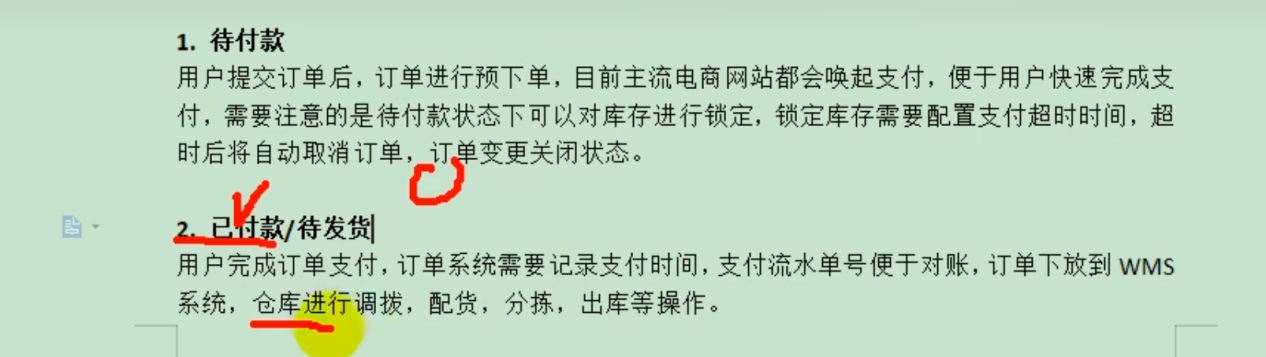 1. 待付款
用户提交订单后，订单进行预下单，目前主流电商网站都会唤起支付，便于用户快速完成支
付，需要注意的是待付款状态下可以对库存进行锁定，锁定库存需要配置支付超时时间，超
时后将自动取消订单，订单变更关闭状态。
2. 已付款/待发货
用户完成订单支付，订单系统需要记录支付时间，支付流水单号便于对账，订单下放到 WMS
系统，仓库进行调拨，配货，分拣，出库等操作。